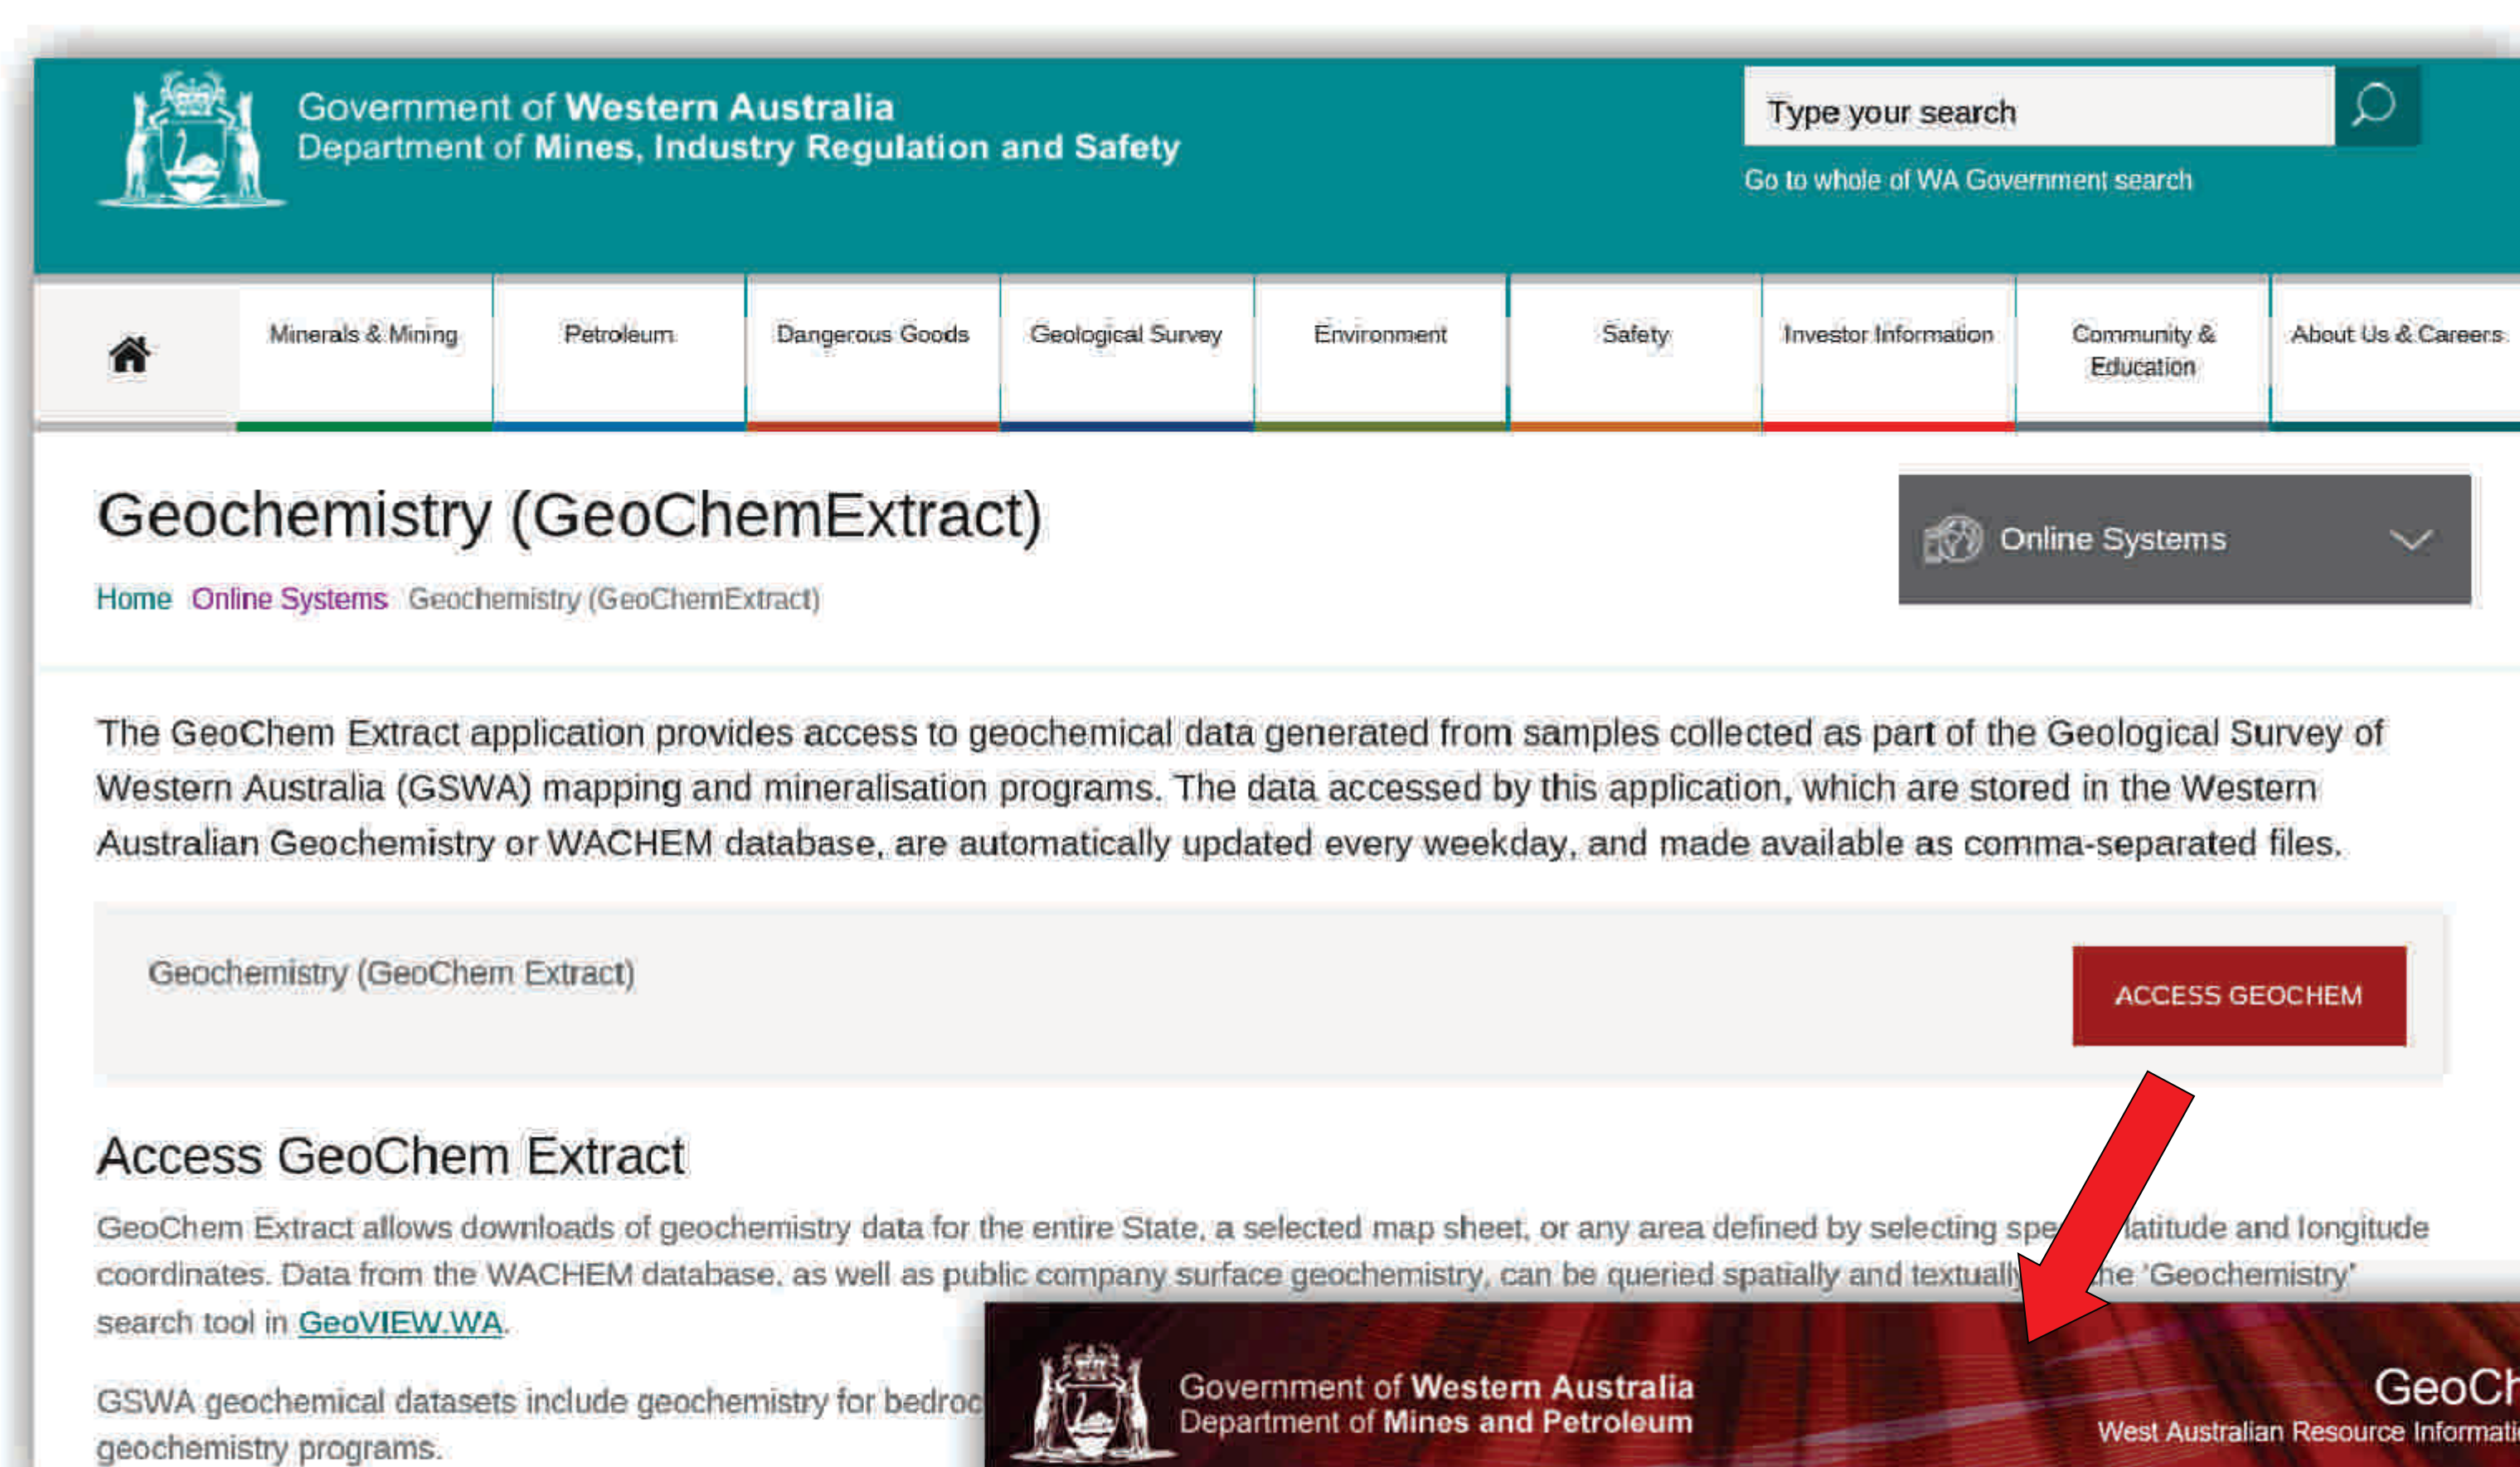 Government of Western Australia
Department of Mines, Industry Regulation and Safety
Type your search
Go to whole of WA Government search
Minerals & Mining
Petroleum
Dangerous Goods
Geological Survey
Environment
Safety
Investor Information
Community &
Education
About Us & Careers
Geochemistry (GeoChemExtract)
Online Systems
Home Online Systems Geochemistry (GeoChemExtract)
The GeoChem Extract application provides access to geochemical data generated from samples collected as part of the Geological Survey of
Western Australia (GSWA) mapping and mineralisation programs. The data accessed by this application, which are stored in the Western
Australian Geochemistry or WACHEM database, are automatically updated every weekday, and made available as comma-separated files.
Geochemistry (GeoChem Extract)
ACCESS GEOCHEM
Access GeoChem Extract
GeoChem Extract allows downloads of geochemistry data for the entire State, a selected map sheet, or any area defined by selecting latitude and longitude
coordinates. Data from the WACHEM database, as well as public company surface geochemistry, can be queried spatially and textually 'Geochemistry'
search tool in GeoVIEW.WA.
GSWA geochemical datasets include geochemistry for
geochemistry programs.
Government of Western Australia
Department of Mines and Petroleum
West Australian Resource